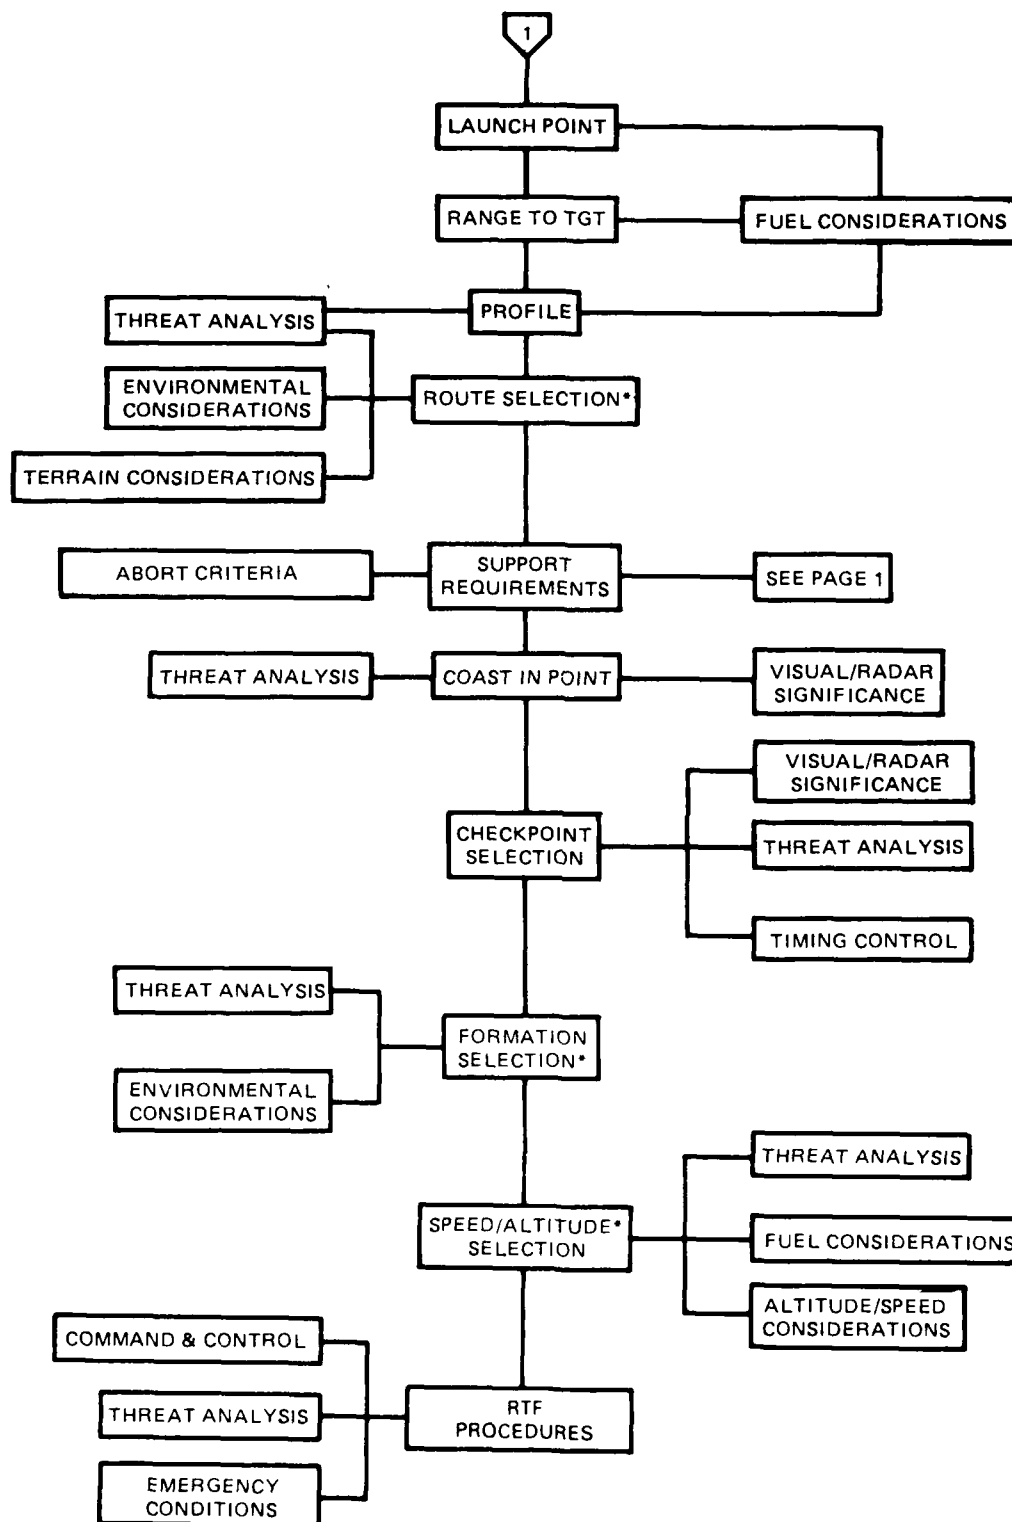 1
LAUNCH POINT
RANGE TO TGT
FUEL CONSIDERATIONS
THREAT ANALYSIS
PROFILE
ENVIRONMENTAL
CONSIDERATIONS
ROUTE SELECTION*
TERRAIN CONSIDERATIONS
ABORT CRITERIA
SUPPORT
REQUIREMENTS
SEE PAGE 1
THREAT ANALYSIS
COAST IN POINT
VISUAL/RADAR
SIGNIFICANCE
VISUAL/RADAR
SIGNIFICANCE
CHECKPOINT
SELECTION
THREAT ANALYSIS
TIMING CONTROL
THREAT ANALYSIS
FORMATION
SELECTION*
ENVIRONMENTAL
CONSIDERATIONS
THREAT ANALYSIS
SPEED/ALTITUDE*
SELECTION
FUEL CONSIDERATIONS
ALTITUDE/SPEED
CONSIDERATIONS
COMMAND & CONTROL
THREAT ANALYSIS
RTF
PROCEDURES
EMERGENCY
CONDITIONS